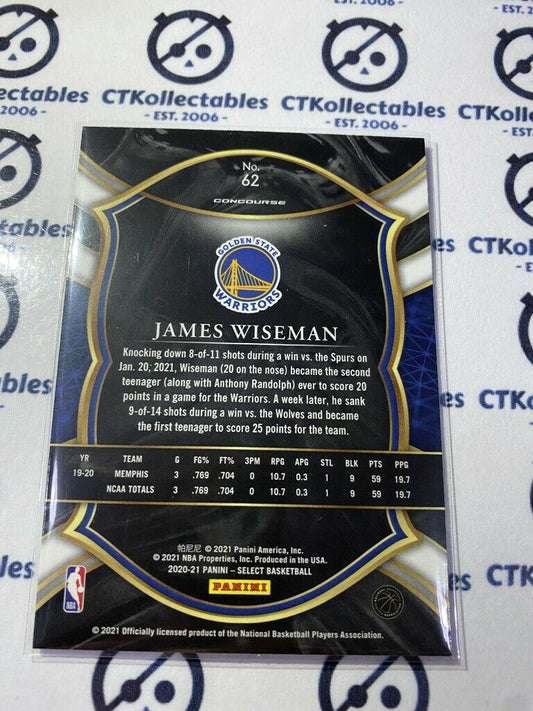 CTKollectables
- EST. 2006 -
CTKollectables
- EST. 2006 -
CTKollectables
- EST. 2006 -
No.
62
CONCOURSE
GOLDEN STATE
WARRIORS
JAMES WISEMAN
Knocking down 8-of-11 shots during a win vs. the Spurs on
Jan. 20, 2021, Wiseman (20 on the nose) became the second
teenager (along with Anthony Randolph) ever to score 20
points in a game for the Warriors. A week later, he sank
9-of-14 shots during a win vs. the Wolves and became
the first teenager to score 25 points for the team.
YR TEAM G FG% FT% 3PM RPG APG STL BLK PTS PPG
19-20 MEMPHIS 3 .769 .704 0 10.7 0.3 1 9 59 19.7
NCAA TOTALS 3 .769 .704 0 10.7 0.3 1 9 59 19.7
帕尼尼 © 2021 Panini America, Inc.
© 2021 NBA Properties, Inc. Produced in the USA.
2020-21 PANINI – SELECT BASKETBALL
PANINI
NBA
© 2021 Officially licensed product of the National Basketball Players Association.